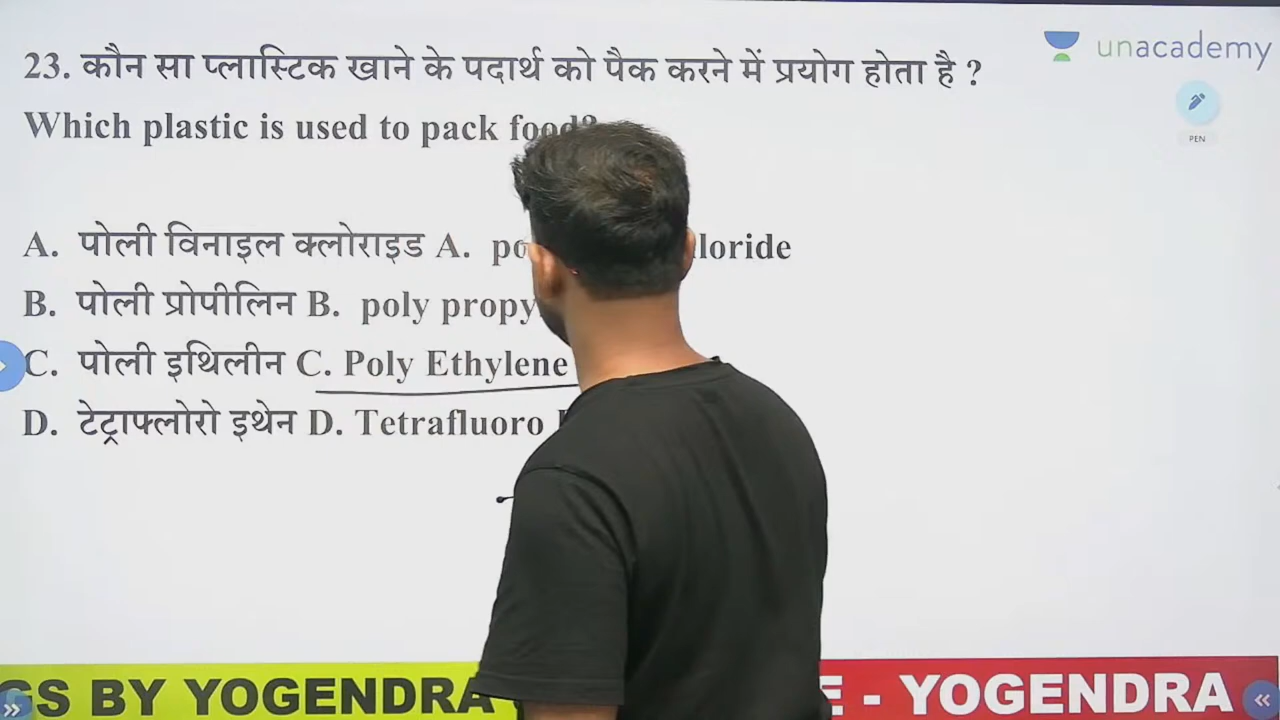 unacademy
23. कौन सा प्लास्टिक खाने के पदार्थ को पैक करने में प्रयोग होता है ?
PEN
Which plastic is used to pack food?
A. पोली विनाइल क्लोराइड A. po loride
B. पोली प्रोपीलिन B. poly propy
C. पोली इथिलीन C. Poly Ethylene
D. टेट्राफ्लोरो इथेन D. Tetrafluoro
GS BY YOGENDRA E - YOGENDRA